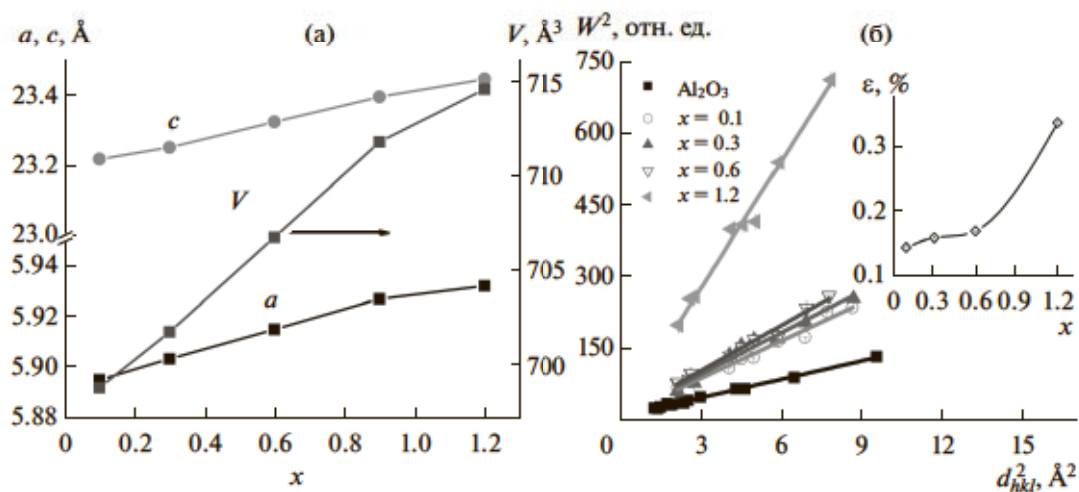 a, c, Å
(а)
V, Å³
23.4
23.2
23.0
5.94
5.92
5.90
5.88
715
710
705
700
c
V
a
0 0.2 0.4 0.6 0.8 1.0 1.2
x
W², отн. ед.
(б)
750
600
450
300
150
0 3 6 9 12 15
d²hkl, Å²
Al₂O₃
x = 0.1
x = 0.3
x = 0.6
x = 1.2
ε, %
0.3
0.2
0.1
0 0.3 0.6 0.9 1.2
x